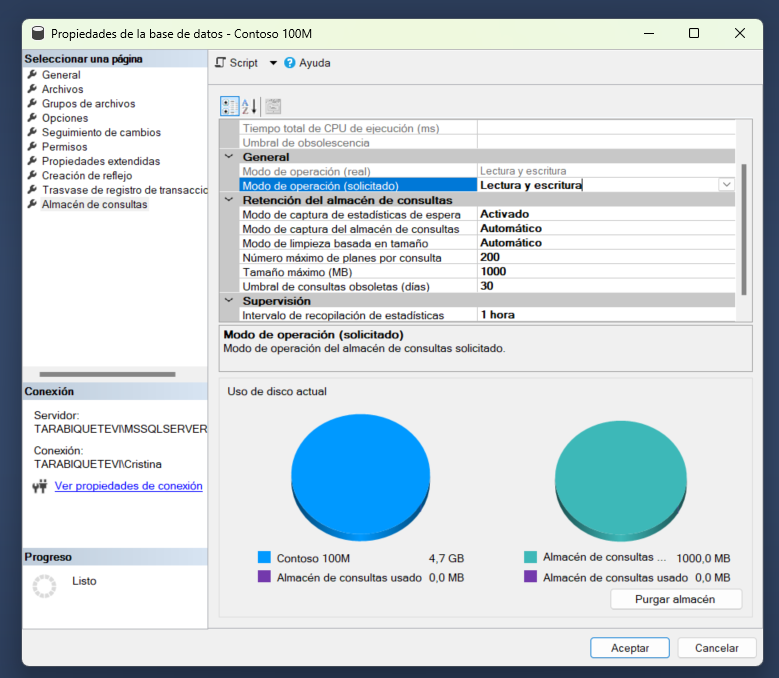 Propiedades de la base de datos - Contoso 100M
Seleccionar una página
General
Archivos
Grupos de archivos
Opciones
Seguimiento de cambios
Permisos
Propiedades extendidas
Creación de reflejo
Trasvase de registro de transaccio
Almacén de consultas
Script
Ayuda
Tiempo total de CPU de ejecución (ms)
Umbral de obsolescencia
General
Modo de operación (real) Lectura y escritura
Modo de operación (solicitado) Lectura y escritura
Retención del almacén de consultas
Modo de captura de estadísticas de espera Activado
Modo de captura del almacén de consultas Automático
Modo de limpieza basada en tamaño Automático
Número máximo de planes por consulta 200
Tamaño máximo (MB) 1000
Umbral de consultas obsoletas (días) 30
Supervisión
Intervalo de recopilación de estadísticas 1 hora
Modo de operación (solicitado)
Modo de operación del almacén de consultas solicitado.
Conexión
Servidor:
TARABIQUETEVI\MSSQLSERVER
Conexión:
TARABIQUETEVI\Cristina
Ver propiedades de conexión
Progreso
Listo
Uso de disco actual
Contoso 100M 4,7 GB
Almacén de consultas usado 0,0 MB
Almacén de consultas ... 1000,0 MB
Almacén de consultas usado 0,0 MB
Purgar almacén
Aceptar
Cancelar